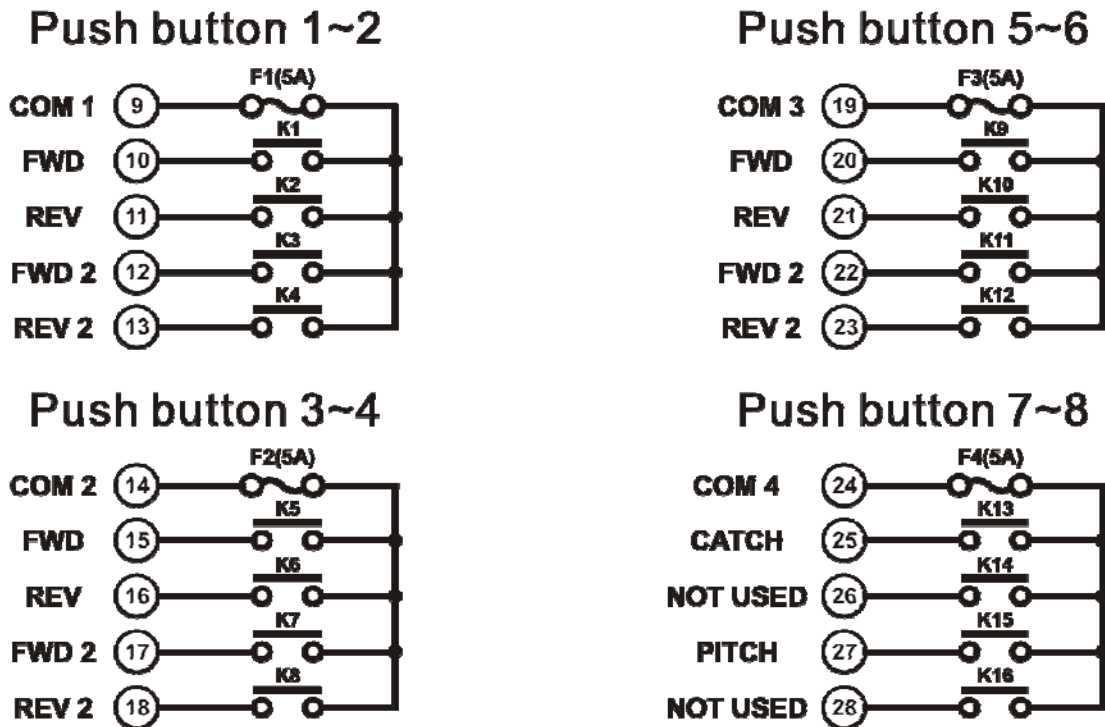 Push button 1~2
F1(5A)
COM 1 9
K1
FWD 10
K2
REV 11
K3
FWD 2 12
K4
REV 2 13
Push button 5~6
F3(5A)
COM 3 19
K9
FWD 20
K10
REV 21
K11
FWD 2 22
K12
REV 2 23
Push button 3~4
F2(5A)
COM 2 14
K5
FWD 15
K6
REV 16
K7
FWD 2 17
K8
REV 2 18
Push button 7~8
F4(5A)
COM 4 24
K13
CATCH 25
K14
NOT USED 26
K15
PITCH 27
K16
NOT USED 28